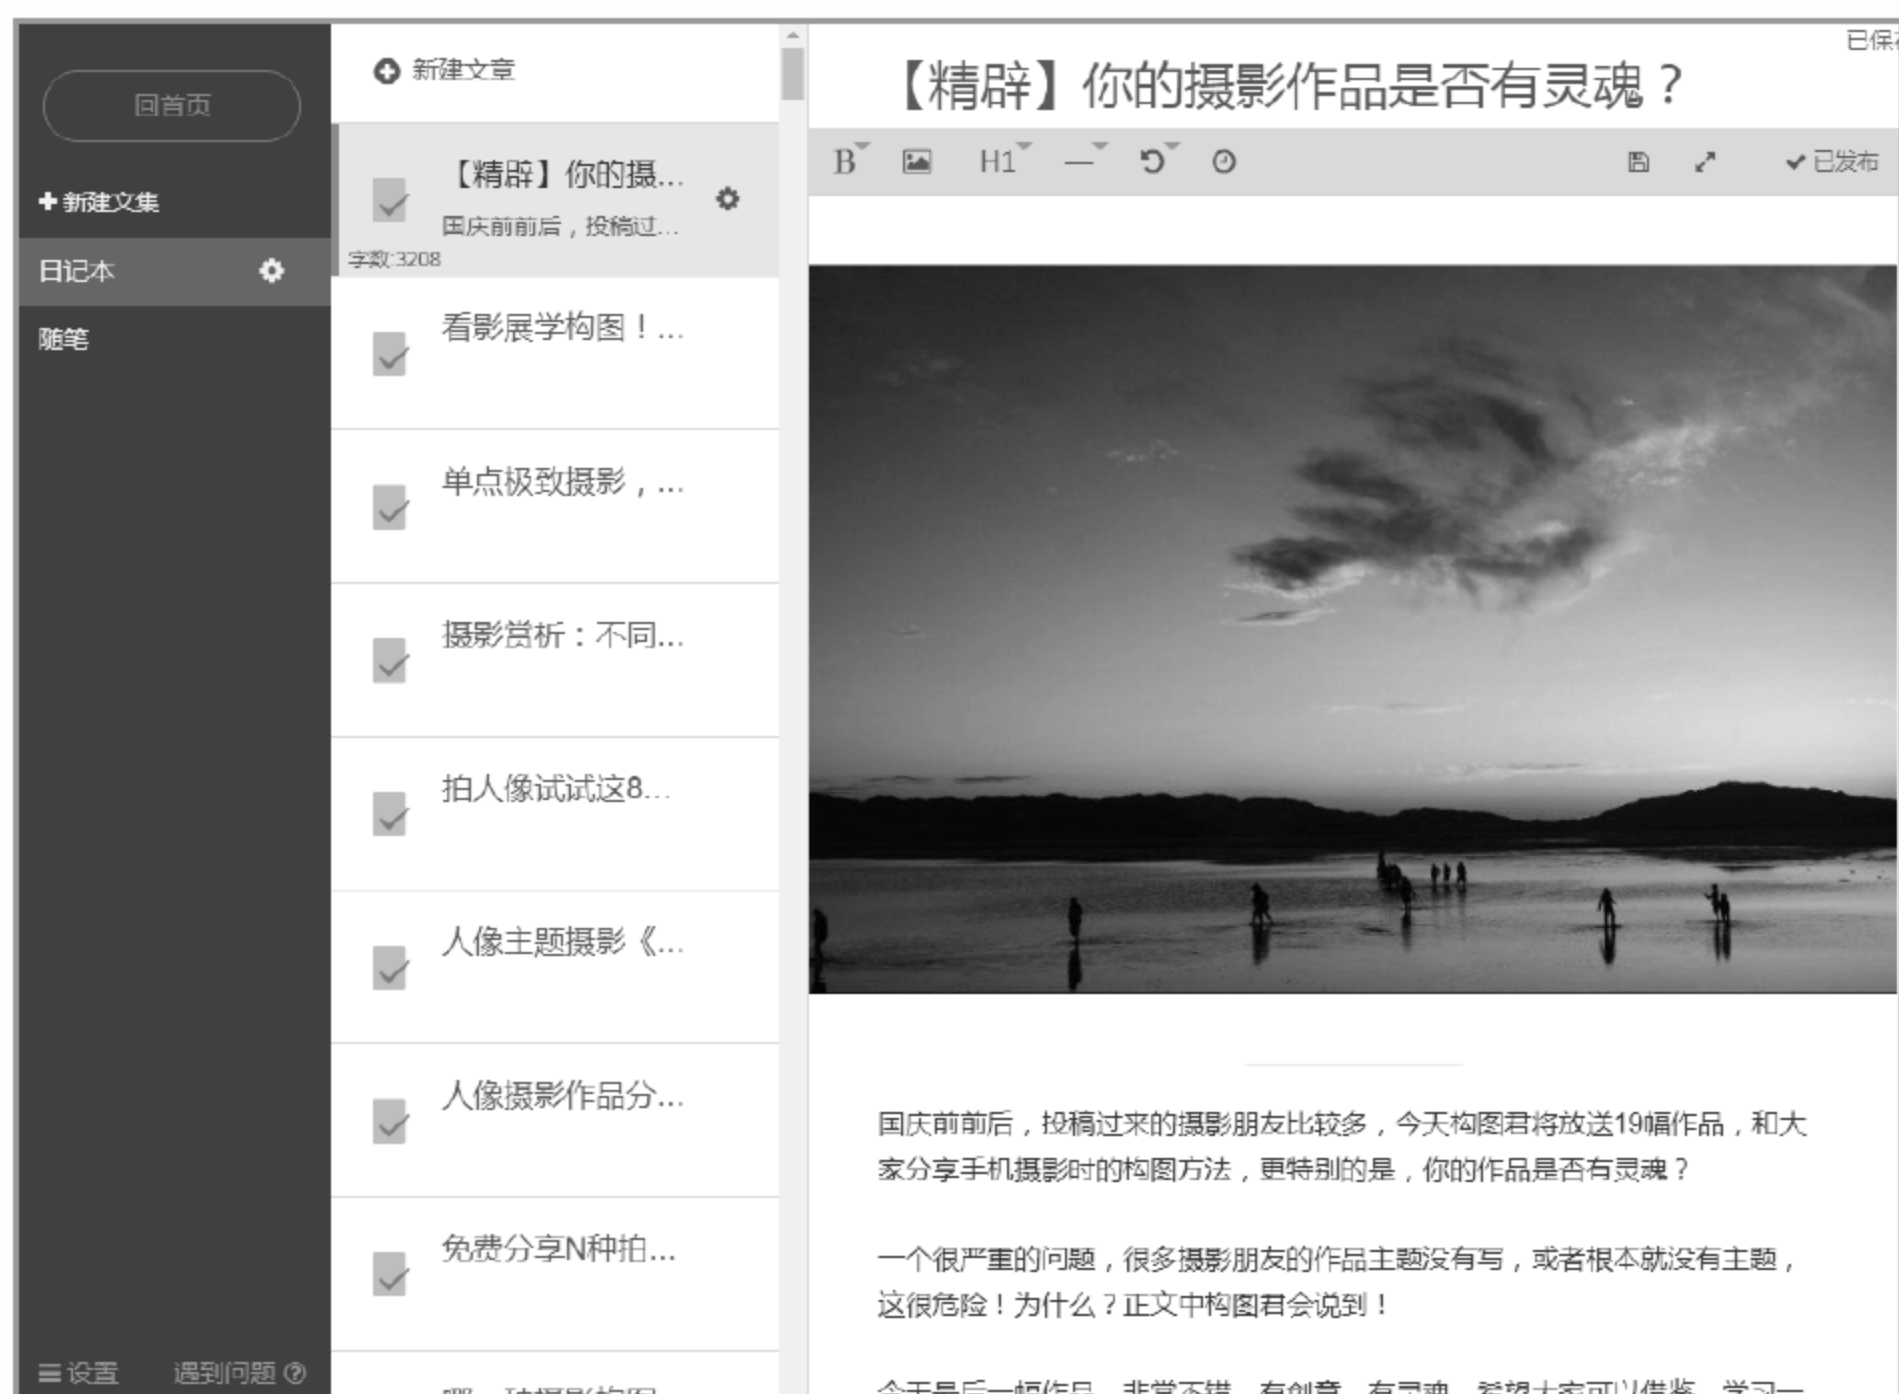 回首页
新建文集
日记本
随笔
设置
遇到问题
新建文章
【精辟】你的摄...
国庆前前后，投稿过...
字数:3208
看影展学构图！...
单点极致摄影，...
摄影赏析：不同...
拍人像试试这8...
人像主题摄影《...
人像摄影作品分...
免费分享N种拍...
已保存
【精辟】你的摄影作品是否有灵魂？
B
H1
已发布
国庆前前后，投稿过来的摄影朋友比较多，今天构图君将放送19幅作品，和大
家分享手机摄影时的构图方法，更特别的是，你的作品是否有灵魂？
一个很严重的问题，很多摄影朋友的作品主题没有写，或者根本就没有主题，
这很危险！为什么？正文中构图君会说到！